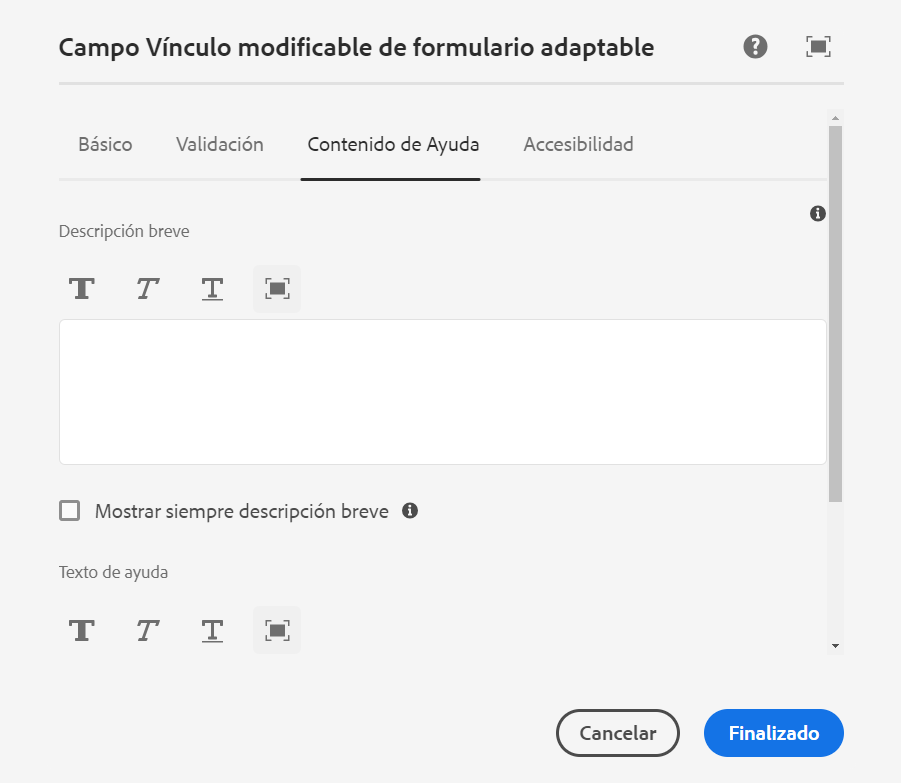 Campo Vínculo modificable de formulario adaptable
Básico Validación Contenido de Ayuda Accesibilidad
Descripción breve
T T T
Mostrar siempre descripción breve
Texto de ayuda
T T T
Cancelar Finalizado